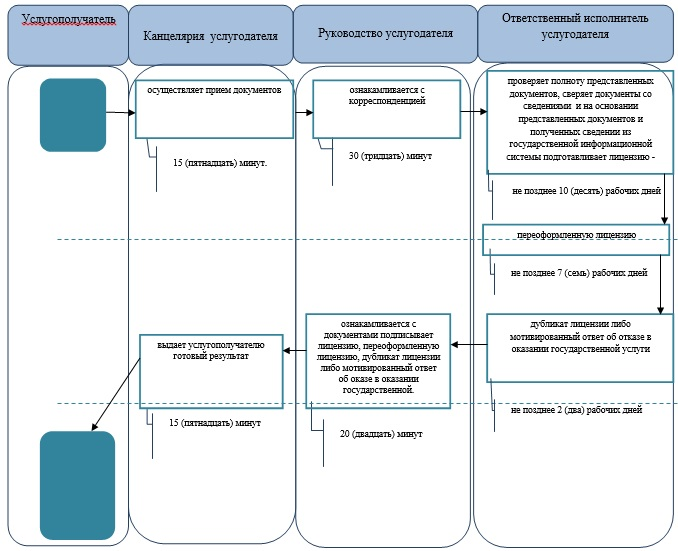 Услугополучатель
Канцелярия услугодателя
Руководство услугодателя
Ответственный исполнитель
услугодателя
осуществляет прием документов
15 (пятнадцать) минут.
ознакамливается с
корреспонденцией
30 (тридцать) минут
проверяет полноту представленных
документов, сверяет документы со
сведениями и на основании
представленных документов и
полученных сведении из
государственной информационной
системы подготавливает лицензию -
не позднее 10 (десять) рабочих дней
переоформленную лицензию
не позднее 7 (семь) рабочих дней
дубликат лицензии либо
мотивированный ответ об отказе в
оказании государственной услуги
не позднее 2 (два) рабочих дней
ознакамливается с
документами подписывает
лицензию, переоформленную
лицензию, дубликат лицензии
либо мотивированный ответ
об оказе в оказании
государственной.
20 (двадцать) минут
выдает услугополучателю
готовый результат
15 (пятнадцать) минут